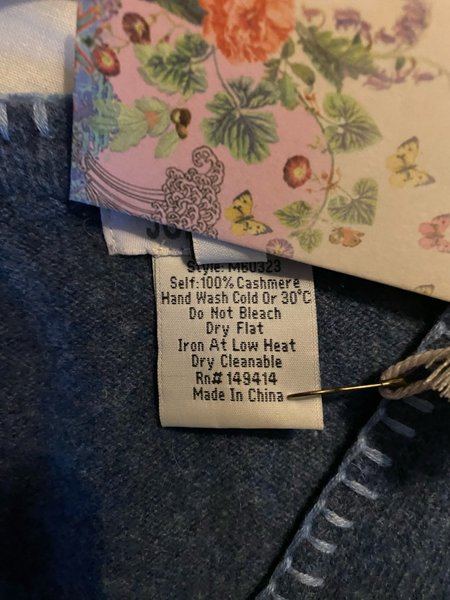 Style: M60323
Self:100% Cashmere
Hand Wash Cold Or 30°C
Do Not Bleach
Dry Flat
Iron At Low Heat
Dry Cleanable
Rn# 149414
Made In China